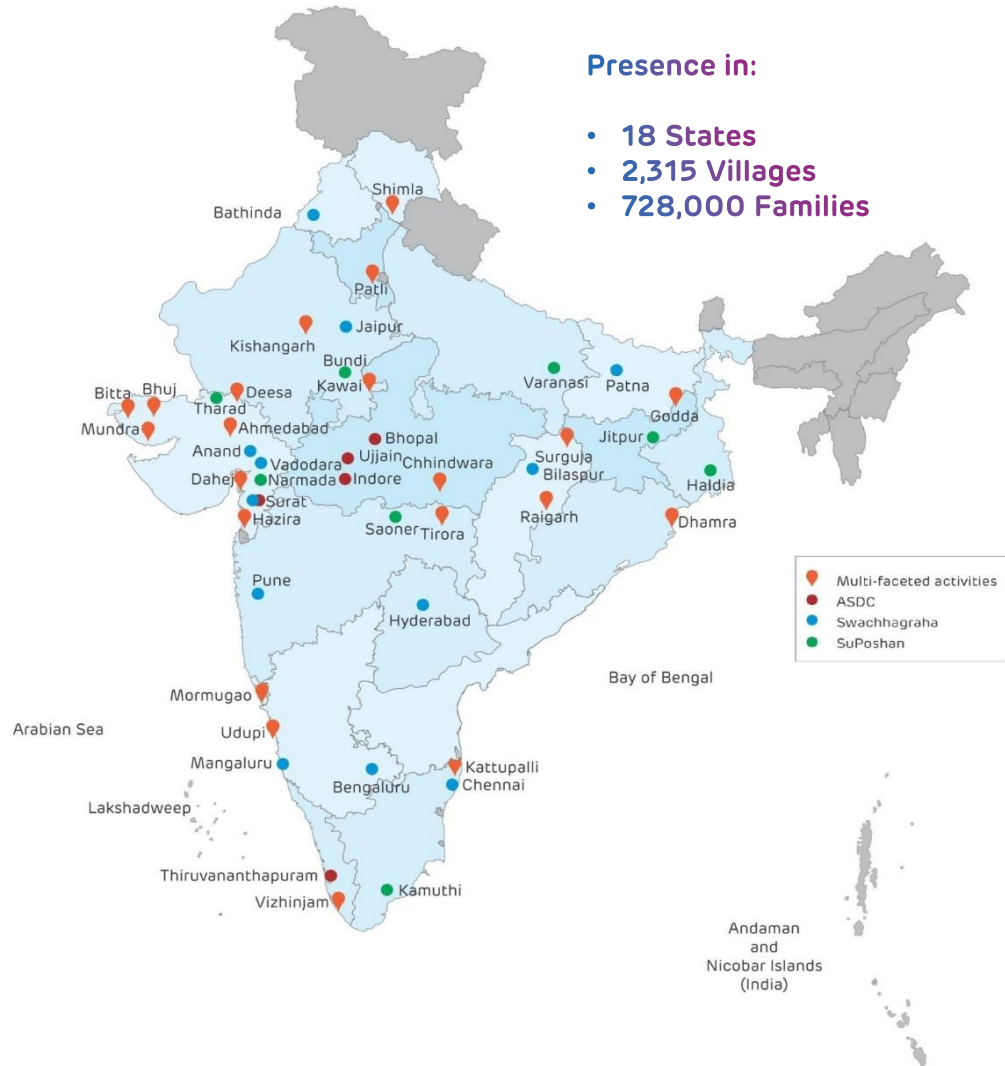 Presence in:
• 18 States
• 2,315 Villages
• 728,000 Families
Shimla
Bathinda
Patli
Jaipur
Kishangarh
Bundi
Kawai
Varanasi
Patna
Bitta
Bhuj
Deesa
Tharad
Godda
Mundra
Ahmedabad
Jitpur
Anand
Bhopal
Surguja
Vadodara
Ujjain
Chhindwara
Bilaspur
Dahej
Narmada
Indore
Haldia
Surat
Raigarh
Hazira
Saoner
Tirora
Dhamra
Pune
Hyderabad
Multi-faceted activities
ASDC
Swachhagraha
SuPoshan
Bay of Bengal
Mormugao
Arabian Sea
Udupi
Mangaluru
Bengaluru
Kattupalli
Chennai
Lakshadweep
Thiruvananthapuram
Kamuthi
Vizhinjam
Andaman
and
Nicobar Islands
(India)